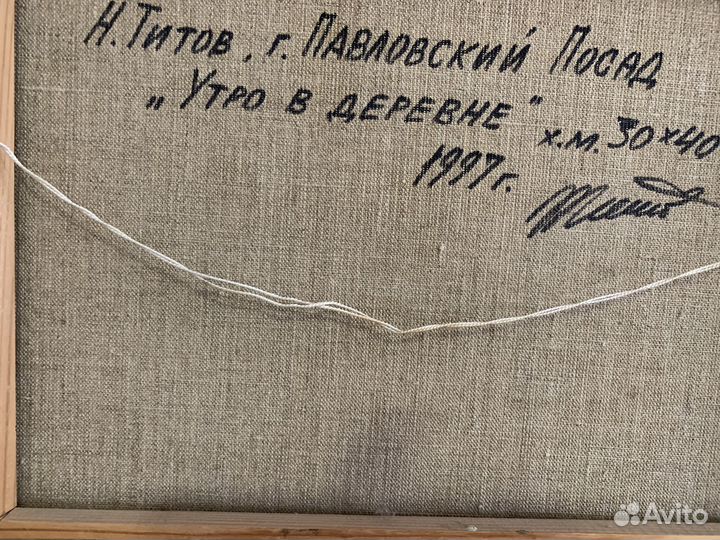 Н. Титов, г. Павловский Посад
„Утро в деревне" х.м. 30×40
1997г.
Avito